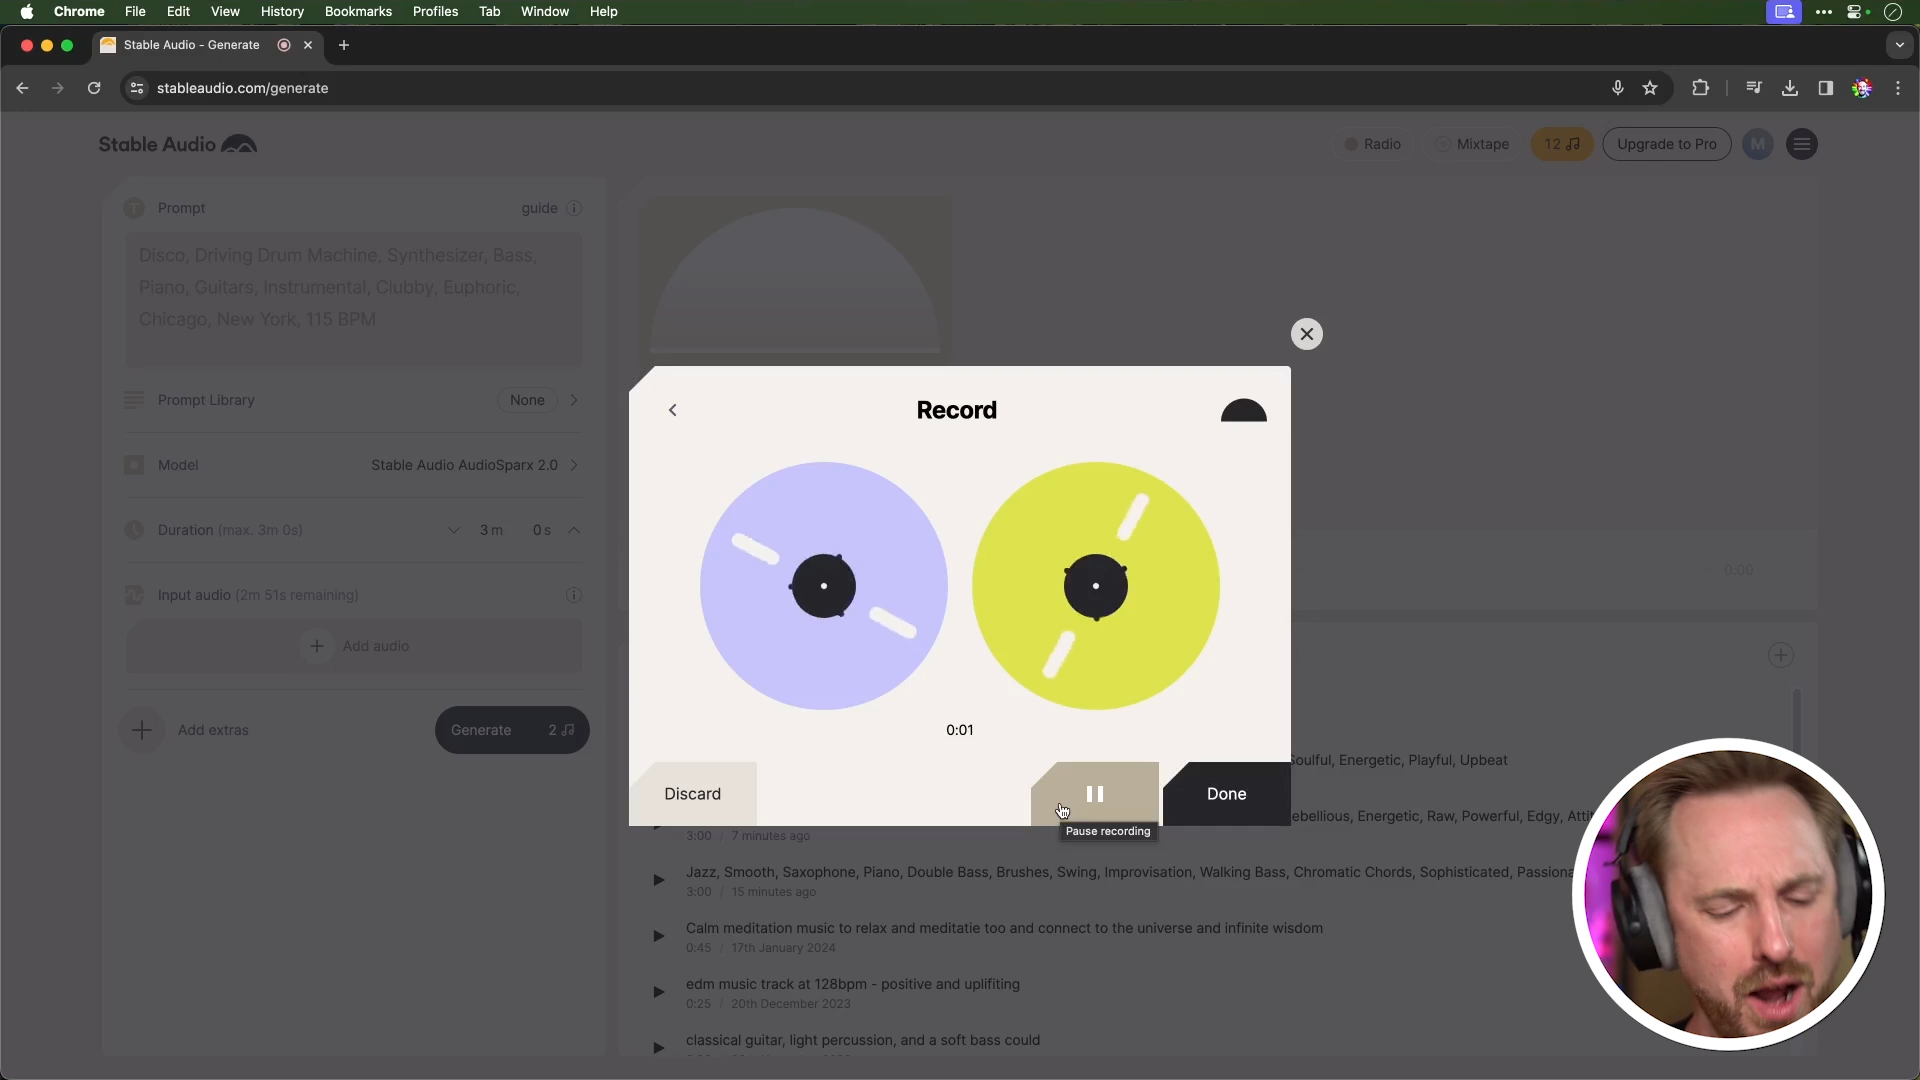 Chrome File Edit View History Bookmarks Profiles Tab Window Help
Stable Audio - Generate
stableaudio.com/generate
Stable Audio
Radio
Mixtape
12
Upgrade to Pro
M
Prompt
guide
Disco, Driving Drum Machine, Synthesizer, Bass,
Piano, Guitars, Instrumental, Clubby, Euphoric,
Chicago, New York, 115 BPM
Prompt Library
None
Model
Stable Audio AudioSparx 2.0
Duration (max. 3m 0s)
3 m 0 s
Input audio (2m 51s remaining)
Add audio
Add extras
Generate 2
Record
0:01
Discard
Done
Pause recording
0:00
Soulful, Energetic, Playful, Upbeat
Rebellious, Energetic, Raw, Powerful, Edgy,
3:00 / 7 minutes ago
Jazz, Smooth, Saxophone, Piano, Double Bass, Brushes, Swing, Improvisation, Walking Bass, Chromatic Chords, Sophisticated, Passiona
3:00 / 15 minutes ago
Calm meditation music to relax and meditatie too and connect to the universe and infinite wisdom
0:45 / 17th January 2024
edm music track at 128bpm - positive and uplifiting
0:25 / 20th December 2023
classical guitar, light percussion, and a soft bass could